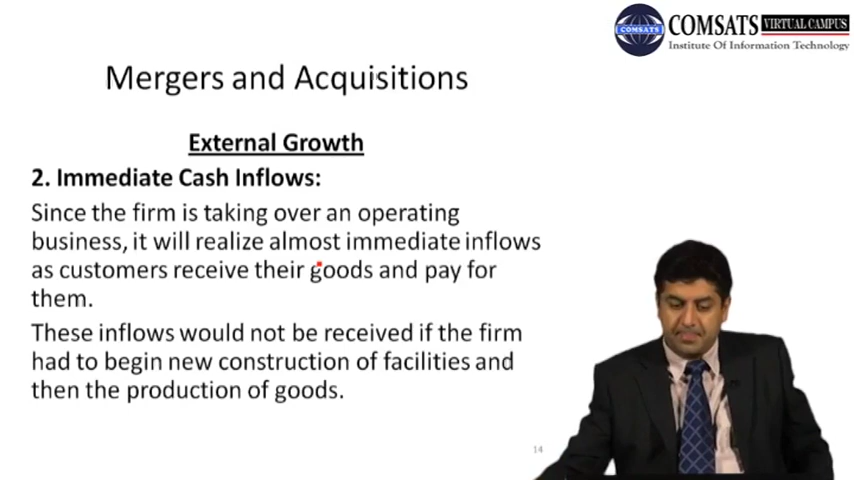 COMSATS
COMSATS VIRTUAL CAMPUS
Institute Of Information Technology
Mergers and Acquisitions
External Growth
2. Immediate Cash Inflows:
Since the firm is taking over an operating
business, it will realize almost immediate inflows
as customers receive their goods and pay for
them.
These inflows would not be received if the firm
had to begin new construction of facilities and
then the production of goods.
14